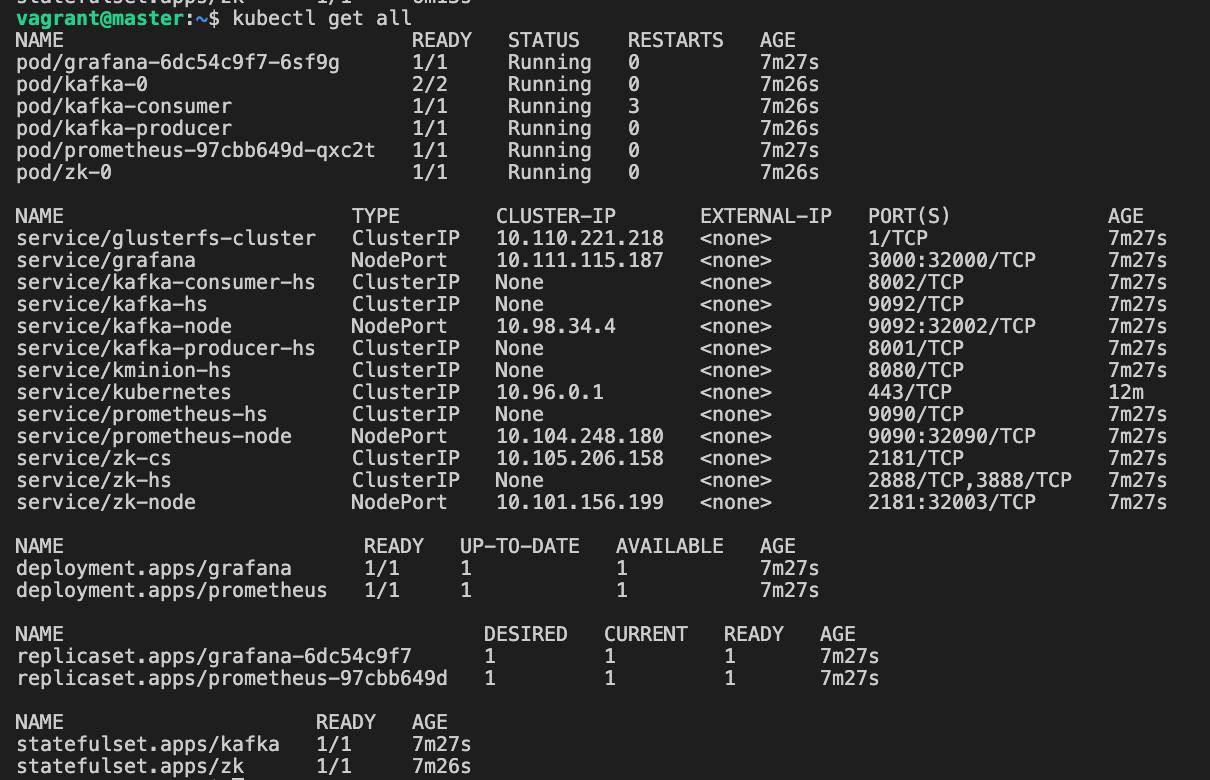 statefulset.apps/zk 1/1 6m13s
vagrant@master:~$ kubectl get all
NAME READY STATUS RESTARTS AGE
pod/grafana-6dc54c9f7-6sf9g 1/1 Running 0 7m27s
pod/kafka-0 2/2 Running 0 7m26s
pod/kafka-consumer 1/1 Running 3 7m26s
pod/kafka-producer 1/1 Running 0 7m26s
pod/prometheus-97cbb649d-qxc2t 1/1 Running 0 7m27s
pod/zk-0 1/1 Running 0 7m26s
NAME TYPE CLUSTER-IP EXTERNAL-IP PORT(S) AGE
service/glusterfs-cluster ClusterIP 10.110.221.218 <none> 1/TCP 7m27s
service/grafana NodePort 10.111.115.187 <none> 3000:32000/TCP 7m27s
service/kafka-consumer-hs ClusterIP None <none> 8002/TCP 7m27s
service/kafka-hs ClusterIP None <none> 9092/TCP 7m27s
service/kafka-node NodePort 10.98.34.4 <none> 9092:32002/TCP 7m27s
service/kafka-producer-hs ClusterIP None <none> 8001/TCP 7m27s
service/kminion-hs ClusterIP None <none> 8080/TCP 7m27s
service/kubernetes ClusterIP 10.96.0.1 <none> 443/TCP 12m
service/prometheus-hs ClusterIP None <none> 9090/TCP 7m27s
service/prometheus-node NodePort 10.104.248.180 <none> 9090:32090/TCP 7m27s
service/zk-cs ClusterIP 10.105.206.158 <none> 2181/TCP 7m27s
service/zk-hs ClusterIP None <none> 2888/TCP,3888/TCP 7m27s
service/zk-node NodePort 10.101.156.199 <none> 2181:32003/TCP 7m27s
NAME READY UP-TO-DATE AVAILABLE AGE
deployment.apps/grafana 1/1 1 1 7m27s
deployment.apps/prometheus 1/1 1 1 7m27s
NAME DESIRED CURRENT READY AGE
replicaset.apps/grafana-6dc54c9f7 1 1 1 7m27s
replicaset.apps/prometheus-97cbb649d 1 1 1 7m27s
NAME READY AGE
statefulset.apps/kafka 1/1 7m27s
statefulset.apps/zk 1/1 7m26s